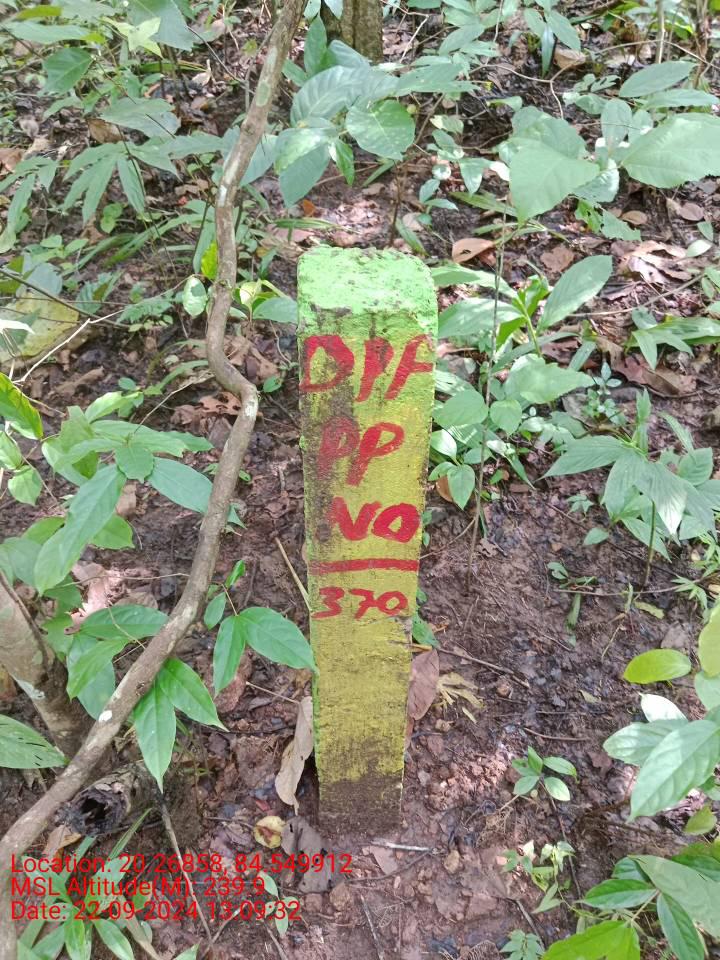 DPF
PP
NO
370
Location: 20.26858, 84.549912
MSL Altitude(M): 239.9
Date: 22-09-2024 13:09:32